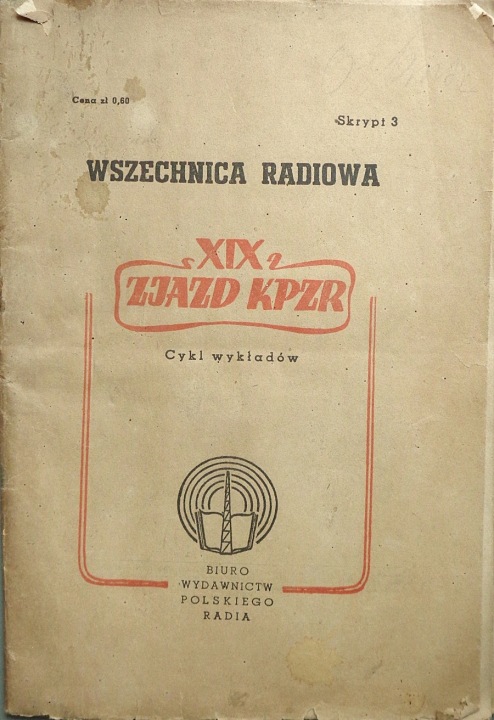 Cena zł 0,60
Skrypt 3
WSZECHNICA RADIOWA
XIX
ZJAZD KPZR
Cykl wykładów
BIURO
WYDAWNICTW
POLSKIEGO
RADIA